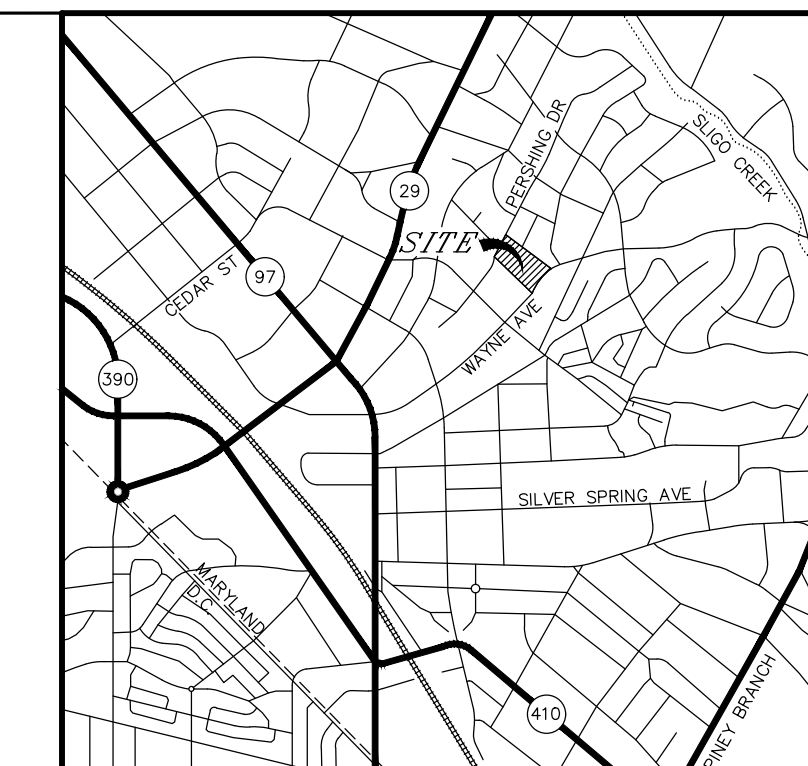 SLIGO CREEK
PERSHING DR
29
SITE
CEDAR ST
97
WAYNE AVE
390
SILVER SPRING AVE
MARYLAND
D.C.
PINEY BRANCH
410